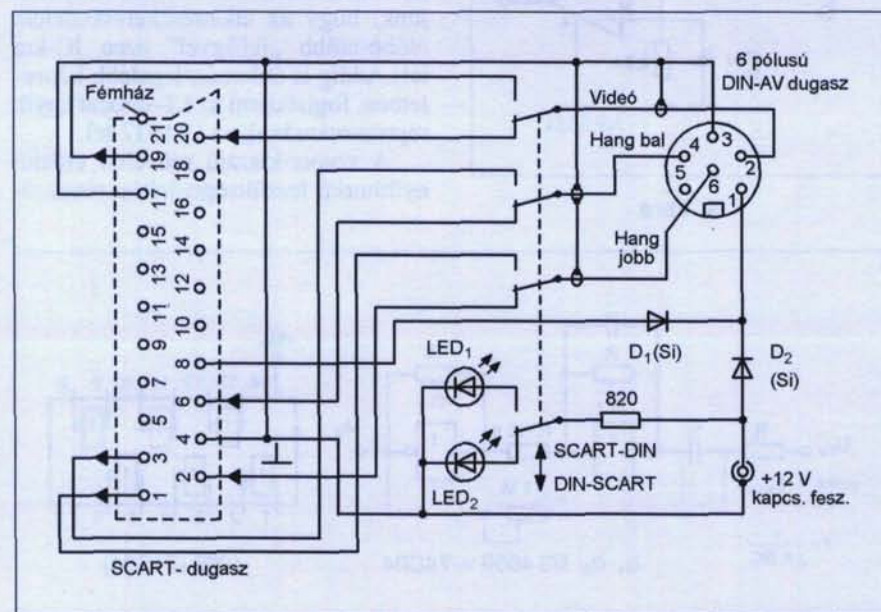 6 pólusú
DIN-AV dugasz
Fémház
Videó
Hang bal
Hang
jobb
21
20
19
18
17
16
15
14
13
12
11
10
9
8
7
6
5
4
3
2
1
4
3
5
6
2
1
D1(Si)
D2
(Si)
LED1
LED2
820
SCART-DIN
DIN-SCART
+12 V
kapcs. fesz.
SCART- dugasz